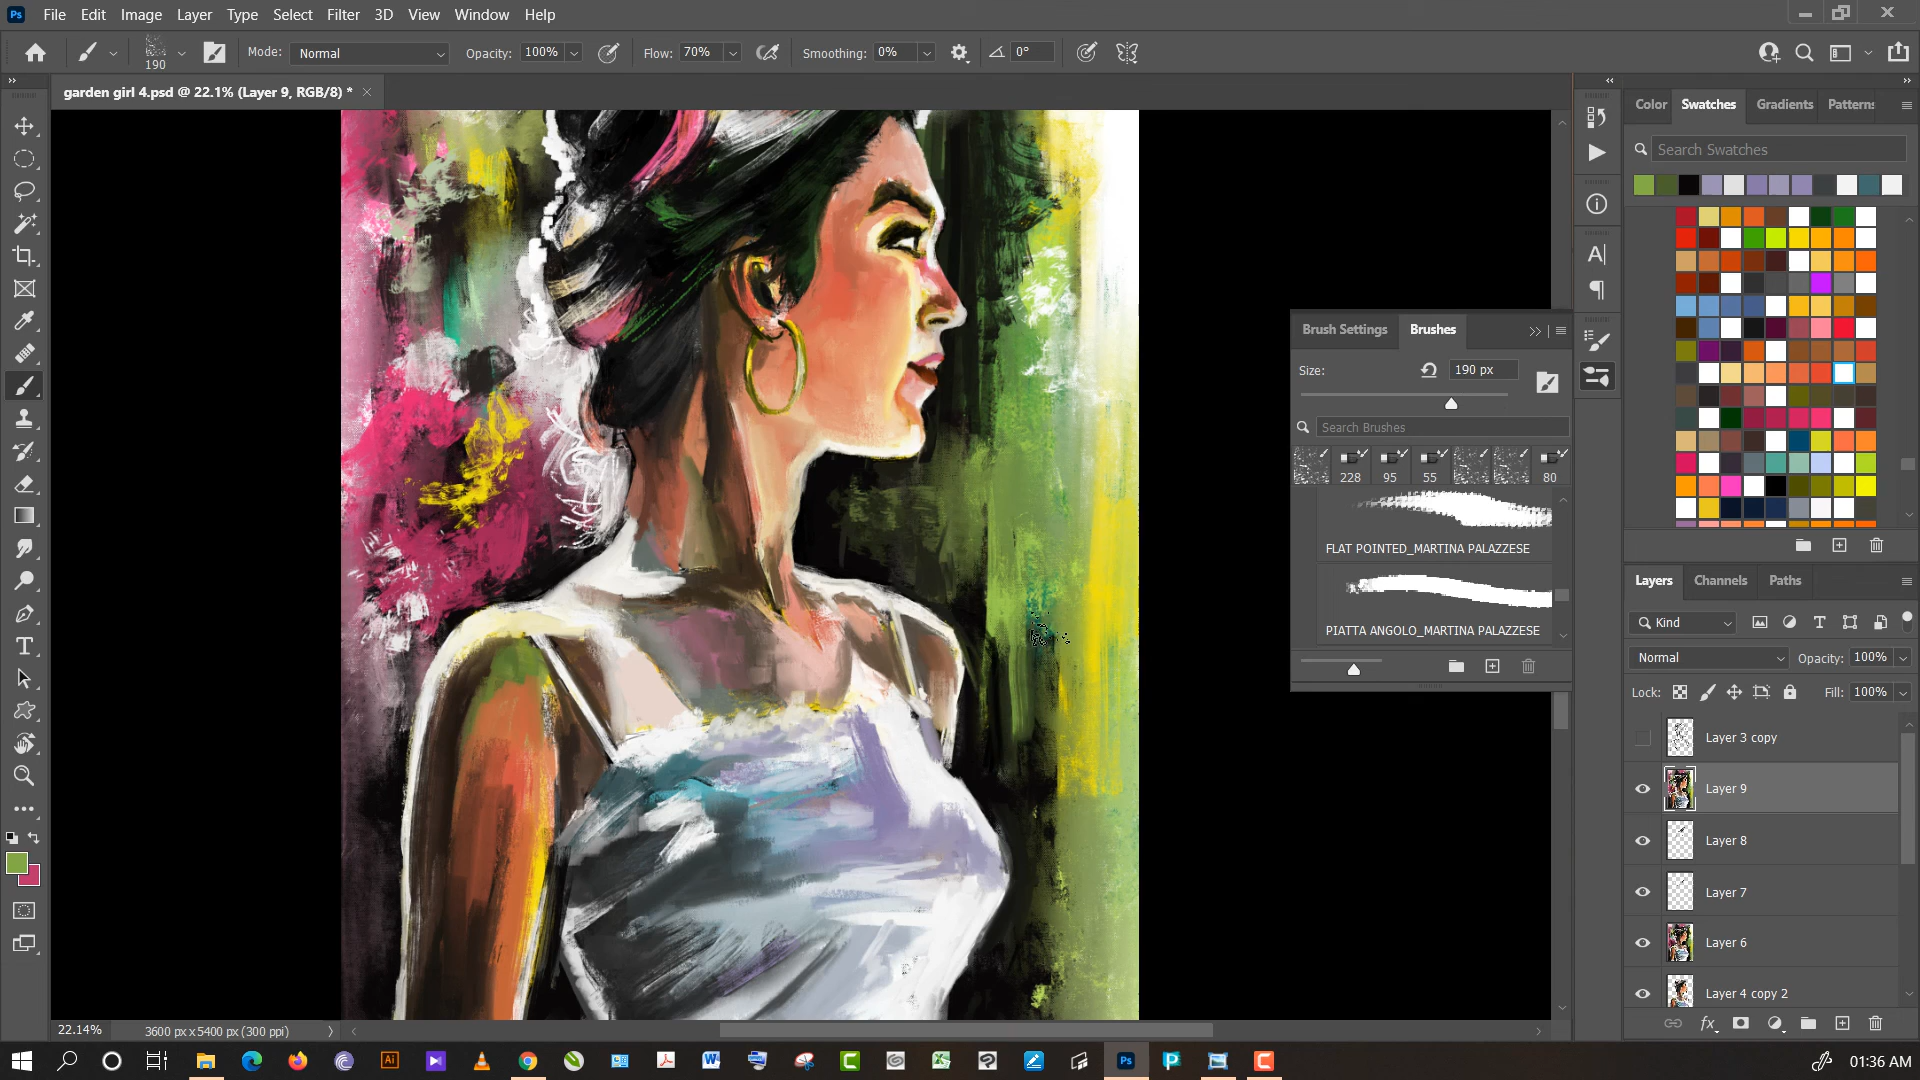 Ps File Edit Image Layer Type Select Filter 3D View Window Help
190 Mode: Normal Opacity: 100% Flow: 70% Smoothing: 0% 0°
garden girl 4.psd @ 22.1% (Layer 9, RGB/8) *
Color Swatches Gradients Patterns
Search Swatches
Brush Settings Brushes
Size: 190 px
Search Brushes
228 95 55 80
FLAT POINTED_MARTINA PALAZZESE
PIATTA ANGOLO_MARTINA PALAZZESE
Layers Channels Paths
Kind
Normal Opacity: 100%
Lock: Fill: 100%
Layer 3 copy
Layer 9
Layer 8
Layer 7
Layer 6
Layer 4 copy 2
22.14% 3600 px x 5400 px (300 ppi)
01:36 AM